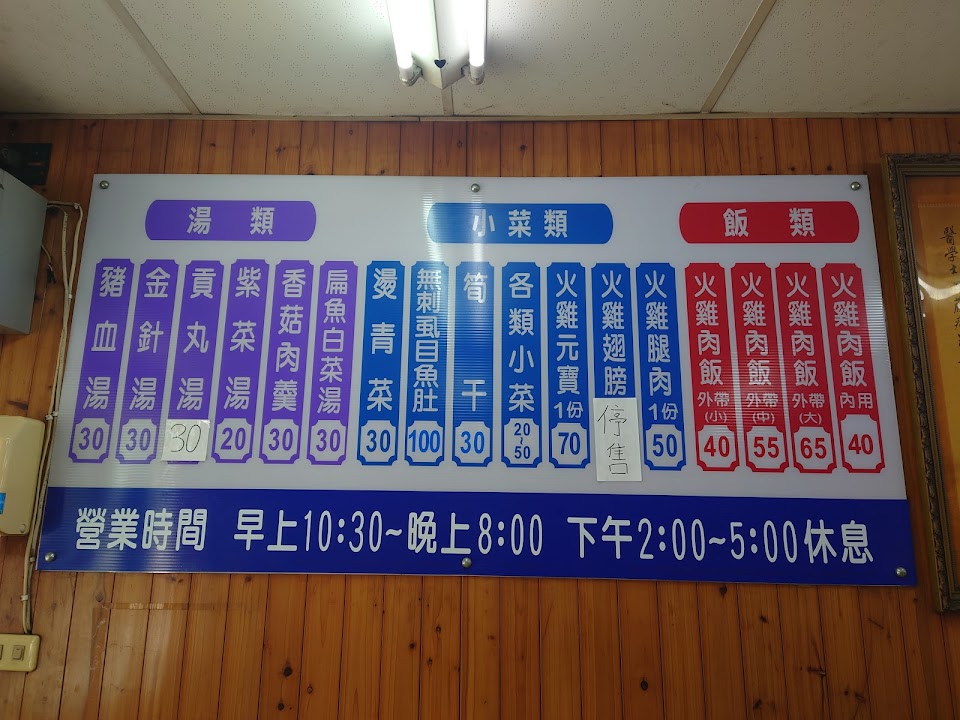 湯類
小菜類
飯類
豬血湯 30
金針湯 30
貢丸湯 30
紫菜湯 20
香菇肉羹 30
扁魚白菜湯 30
燙青菜 30
無刺虱目魚肚 100
筍干 30
各類小菜 20~50
火雞元寶1份 70
火雞翅膀 停售
火雞腿肉1份 50
火雞肉飯外帶(小) 40
火雞肉飯外帶(中) 55
火雞肉飯外帶(大) 65
火雞肉飯內用 40
營業時間 早上10:30~晚上8:00 下午2:00~5:00休息
醫學士